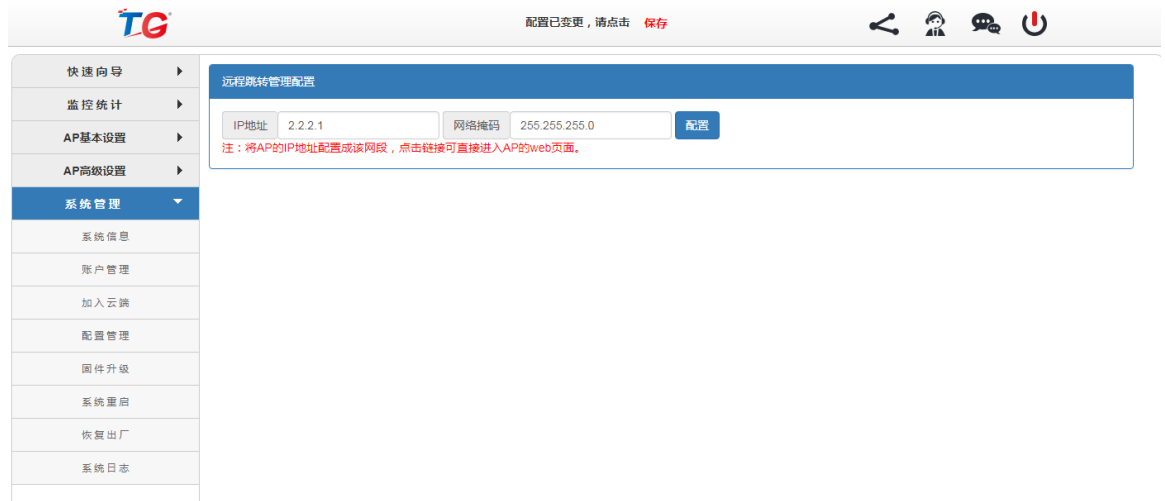 TG
配置已变更，请点击 保存
快速向导
监控统计
AP基本设置
AP高级设置
系统管理
系统信息
账户管理
加入云端
配置管理
固件升级
系统重启
恢复出厂
系统日志
远程跳转管理配置
IP地址 2.2.2.1 网络掩码 255.255.255.0 配置
注：将AP的IP地址配置成该网段，点击链接可直接进入AP的web页面。